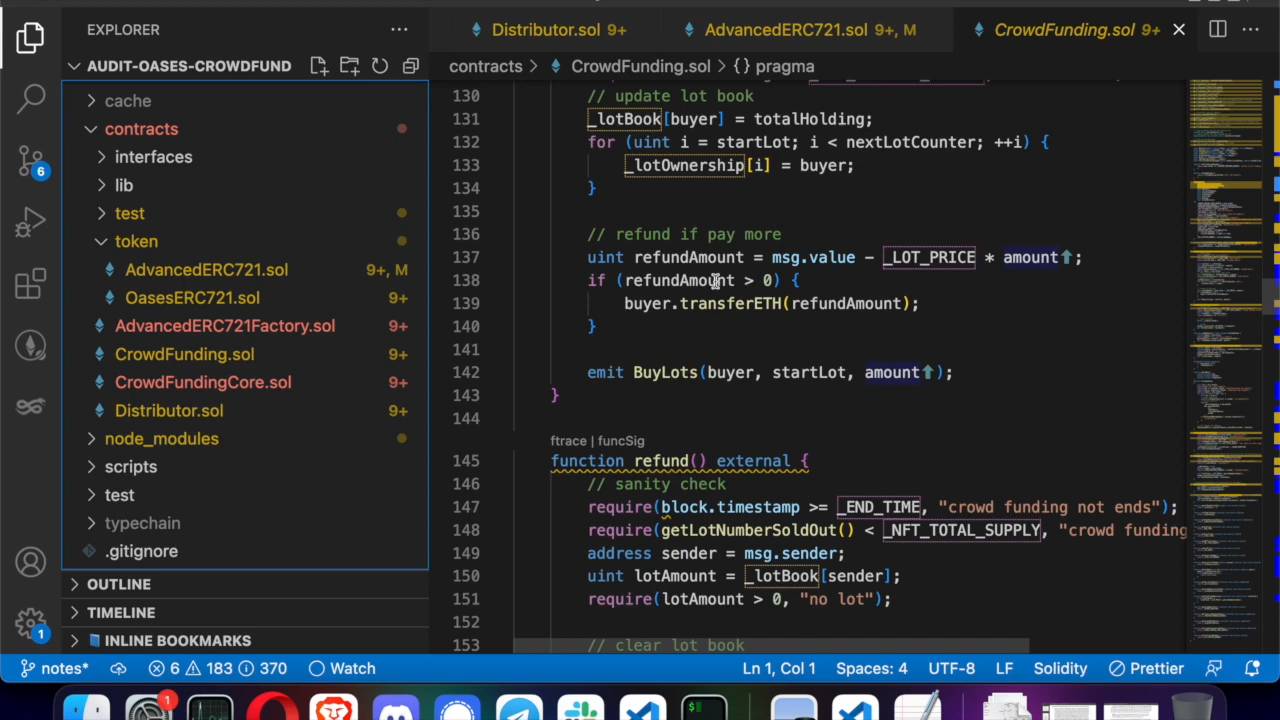 EXPLORER
AUDIT-OASES-CROWDFUND
cache
contracts
interfaces
lib
test
token
AdvancedERC721.sol 9+, M
OasesERC721.sol 9+
AdvancedERC721Factory.sol 9+
CrowdFunding.sol 9+
CrowdFundingCore.sol 9+
Distributor.sol 9+
node_modules
scripts
test
typechain
.gitignore
OUTLINE
TIMELINE
INLINE BOOKMARKS
Distributor.sol 9+
AdvancedERC721.sol 9+, M
CrowdFunding.sol 9+
contracts > CrowdFunding.sol > {} pragma
130 // update lot book
131 _lotBook[buyer] = totalHolding;
132 for (uint i = startLot; i < nextLotCounter; ++i) {
133 _lotOwnership[i] = buyer;
134 }
135
136 // refund if pay more
137 uint refundAmount = msg.value - _LOT_PRICE * amount⬆;
138 if (refundAmount > 0) {
139 buyer.transferETH(refundAmount);
140 }
141
142 emit BuyLots(buyer, startLot, amount⬆);
143 }
144
ftrace | funcSig
145 function refund() external {
146 // sanity check
147 require(block.timestamp >= _END_TIME, "crowd funding not ends");
148 require(getLotNumberSoldOut() < _NFT_TOTAL_SUPPLY, "crowd funding
149 address sender = msg.sender;
150 uint lotAmount = _lotBook[sender];
151 require(lotAmount > 0, "no lot");
152
153 // clear lot book
6
1
notes* 6 183 370 Watch Ln 1, Col 1 Spaces: 4 UTF-8 LF Solidity Prettier
1
$